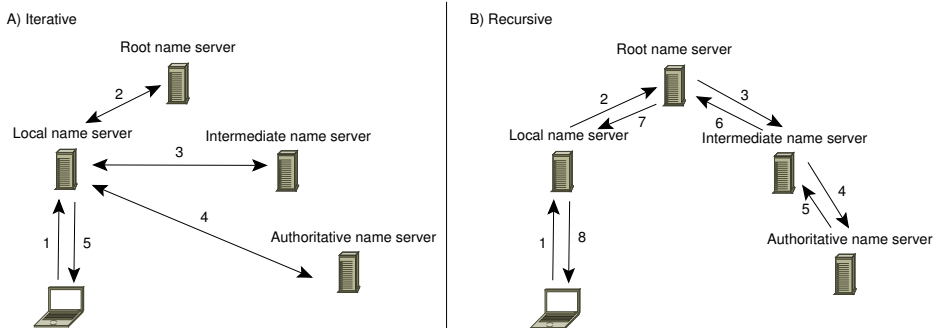 A) Iterative
Root name server
2
Local name server
Intermediate name server
3
4
Authoritative name server
1
5
B) Recursive
Root name server
2
3
7
6
Local name server
Intermediate name server
4
5
Authoritative name server
1
8